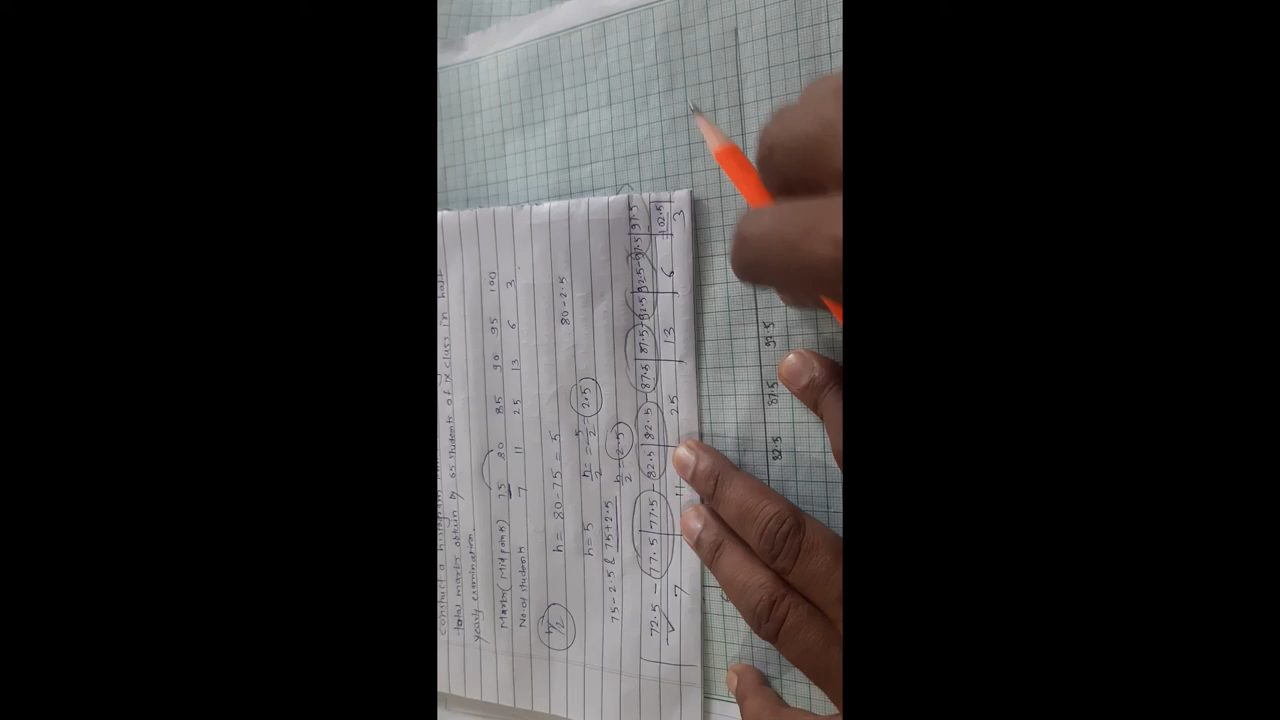 Construct a histogram
total marks obtain by 65 students of IX class in half
yearly examination.
Marks (Midpoints) 75 80 85 90 95 100
No. of students 7 11 25 13 6 3
h/2 h = 80-75 = 5
h = 5 h/2 = 5/2 = 2.5 80-2.5
75-2.5 & 75+2.5 h/2 = 2.5
72.5 - 77.5 | -77.5 - 82.5 | 82.5 - 87.5 | 87.5-92.5 | 92.5-97.5 | 97.5
-102.5
7 11 25 13 6 3
82.5 87.5 92.5